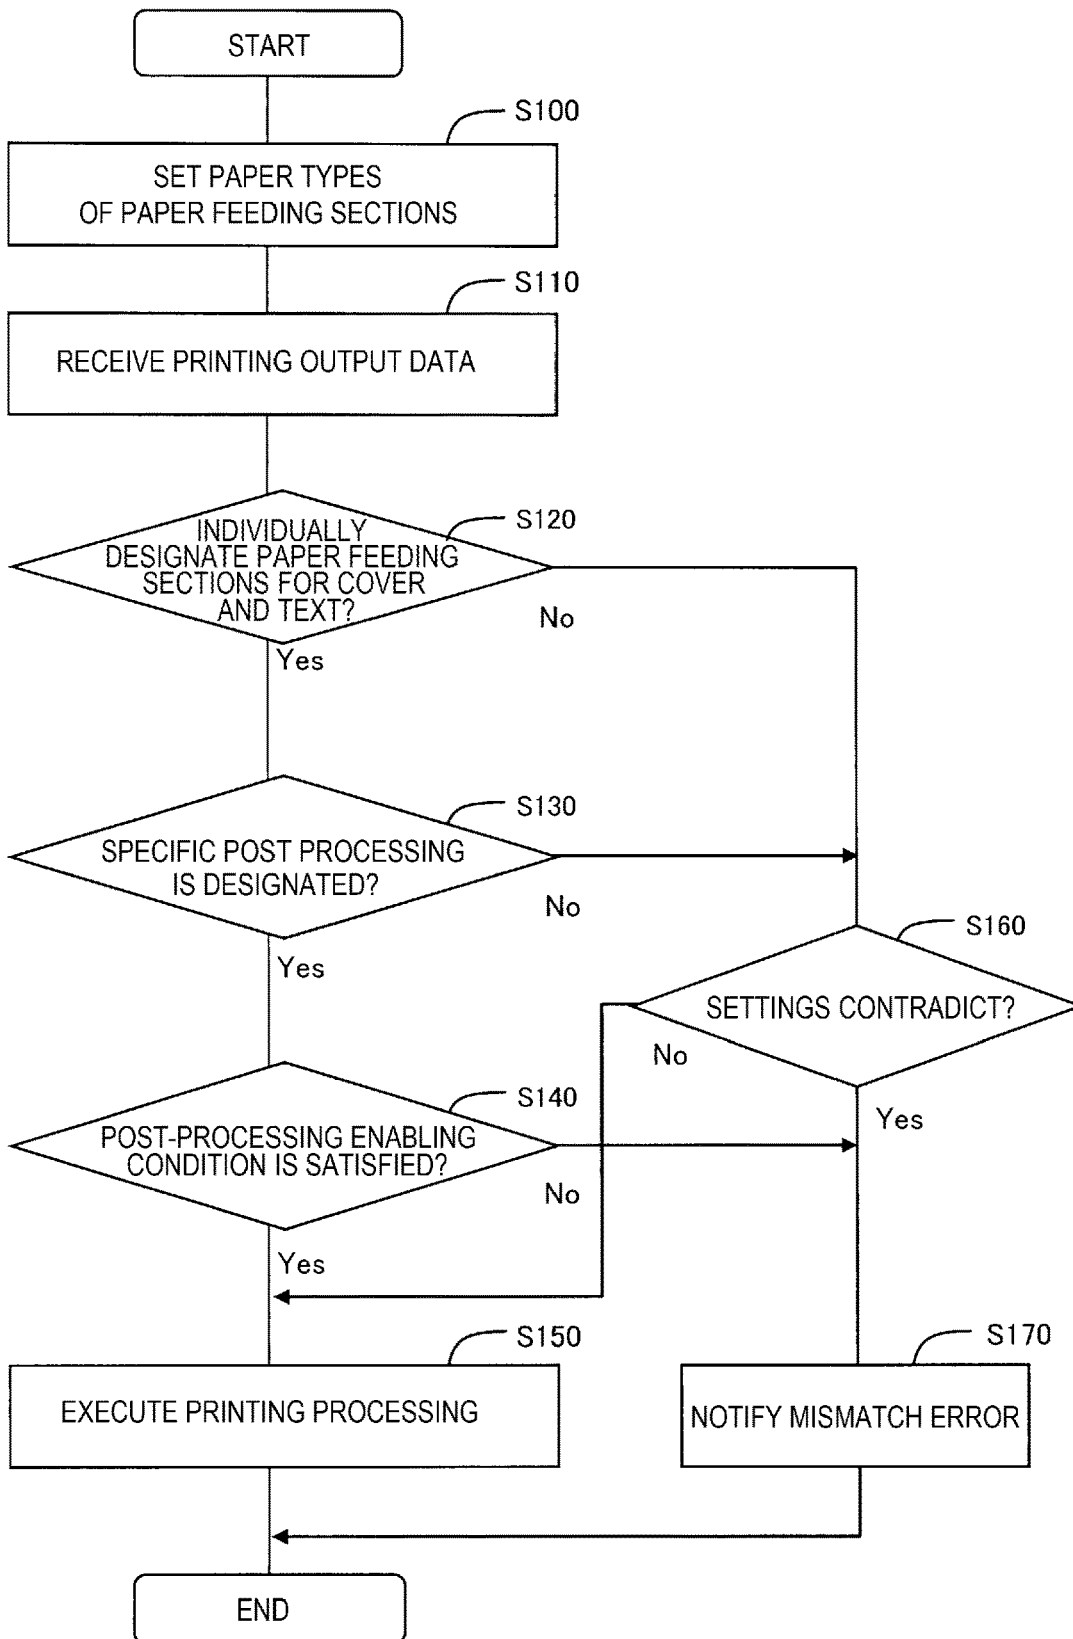 START
S100
SET PAPER TYPES
OF PAPER FEEDING SECTIONS
S110
RECEIVE PRINTING OUTPUT DATA
S120
INDIVIDUALLY
DESIGNATE PAPER FEEDING
SECTIONS FOR COVER
AND TEXT?
No
Yes
S130
SPECIFIC POST PROCESSING
IS DESIGNATED?
No
Yes
S160
SETTINGS CONTRADICT?
No
Yes
S140
POST-PROCESSING ENABLING
CONDITION IS SATISFIED?
No
Yes
S150
EXECUTE PRINTING PROCESSING
S170
NOTIFY MISMATCH ERROR
END